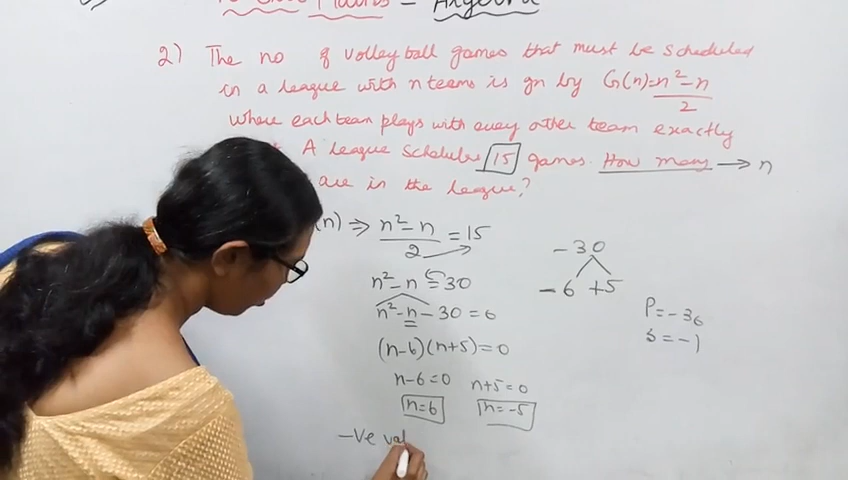 Maths - Algebra
2) The no of volleyball games that must be scheduled
in a league with n teams is gn by G(n)=n²-n/2
where each team plays with every other team exactly
A league schedules 15 games. How many → n
are in the league?
n) ⇒ n²-n/2 = 15
n²-n = 30
n²-n-30 = 0
(n-6)(n+5)=0
n-6=0 n+5=0
n=6 n=-5
-ve val
-30
-6 +5
P=-30
S=-1